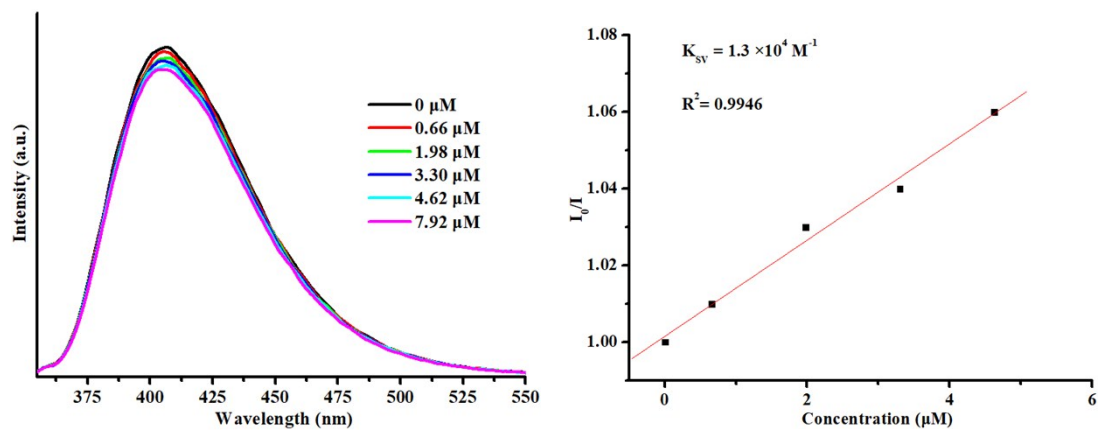 0 µM
0.66 µM
1.98 µM
3.30 µM
4.62 µM
7.92 µM
Intensity (a.u.)
375 400 425 450 475 500 525 550
Wavelength (nm)
K_SV = 1.3 ×10^4 M^-1
R^2= 0.9946
1.08
1.06
1.04
1.02
1.00
I_0/I
0 2 4 6
Concentration (µM)